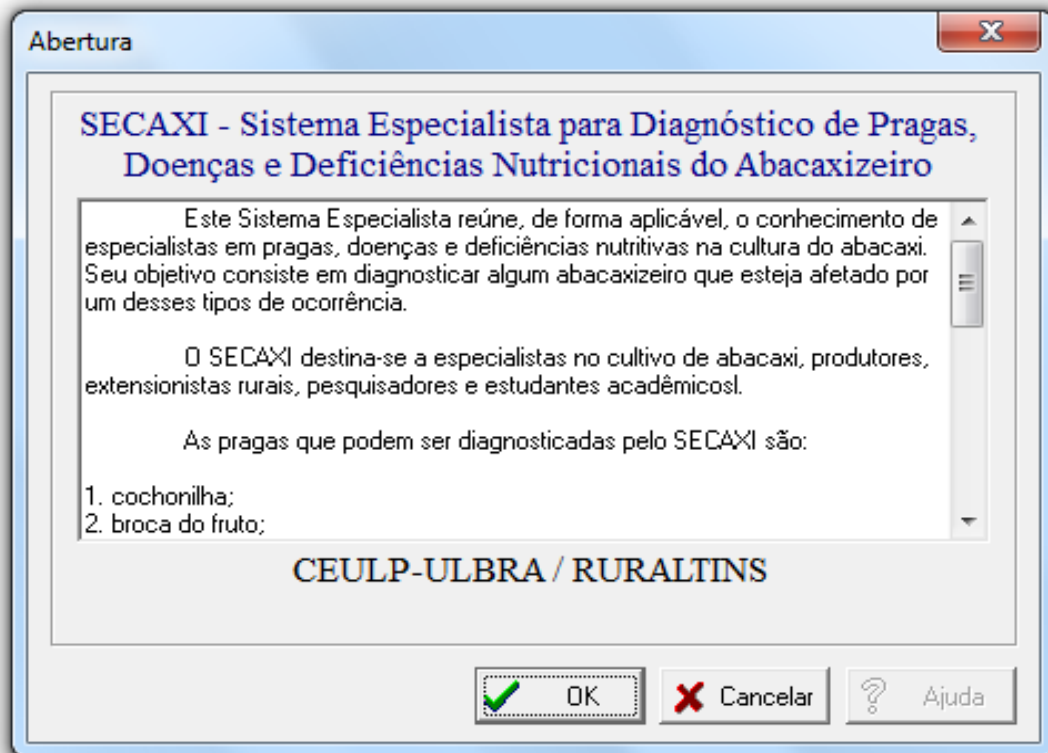 Abertura
SECAXI - Sistema Especialista para Diagnóstico de Pragas,
Doenças e Deficiências Nutricionais do Abacaxizeiro
Este Sistema Especialista reúne, de forma aplicável, o conhecimento de
especialistas em pragas, doenças e deficiências nutritivas na cultura do abacaxi.
Seu objetivo consiste em diagnosticar algum abacaxizeiro que esteja afetado por
um desses tipos de ocorrência.
O SECAXI destina-se a especialistas no cultivo de abacaxi, produtores,
extensionistas rurais, pesquisadores e estudantes acadêmicosl.
As pragas que podem ser diagnosticadas pelo SECAXI são:
1. cochonilha;
2. broca do fruto;
CEULP-ULBRA / RURALTINS
OK
Cancelar
Ajuda